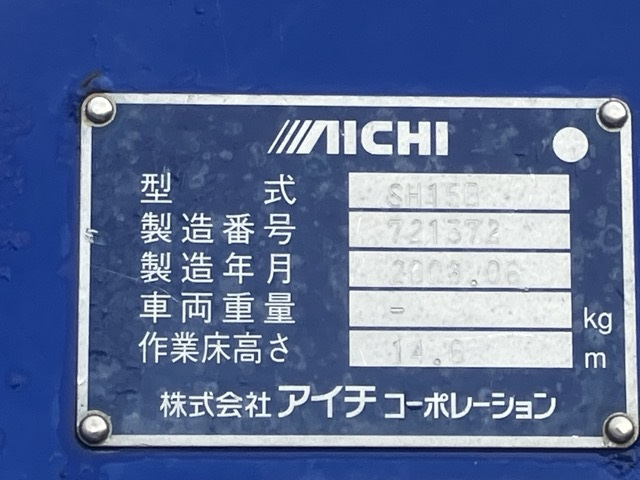 AICHI
型式 SH15B
製造番号 721372
製造年月
車両重量 - kg
作業床高さ 14.6 m
株式会社 アイチ コーポレーション